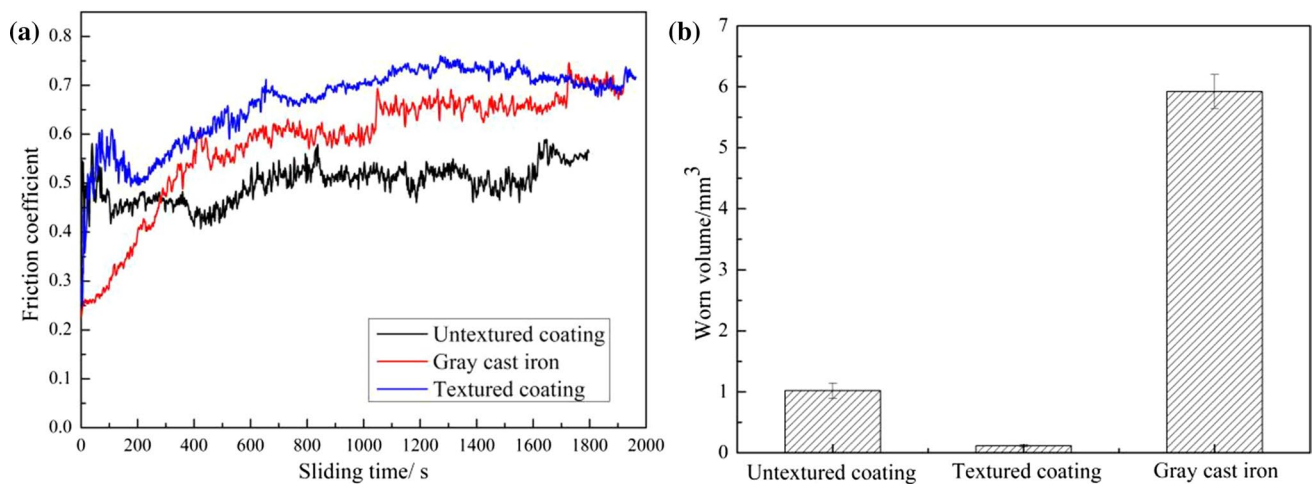 (a)
Friction coefficient
0.8
0.7
0.6
0.5
0.4
0.3
0.2
0.1
0.0
Untextured coating
Gray cast iron
Textured coating
0 200 400 600 800 1000 1200 1400 1600 1800 2000
Sliding time/ s
(b)
Worn volume/mm³
7
6
5
4
3
2
1
0
Untextured coating Textured coating Gray cast iron